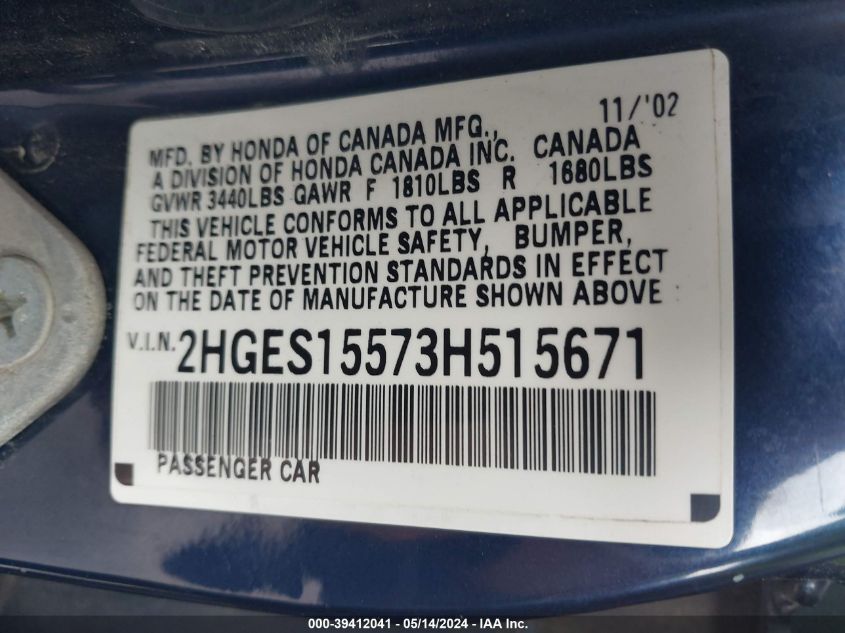 11/'02
MFD. BY HONDA OF CANADA MFG.,
A DIVISION OF HONDA CANADA INC. CANADA
GVWR 3440LBS GAWR F 1810LBS R 1680LBS
THIS VEHICLE CONFORMS TO ALL APPLICABLE
FEDERAL MOTOR VEHICLE SAFETY, BUMPER,
AND THEFT PREVENTION STANDARDS IN EFFECT
ON THE DATE OF MANUFACTURE SHOWN ABOVE
V.I.N. 2HGES15573H515671
PASSENGER CAR
000-39412041 - 05/14/2024 - IAA Inc.